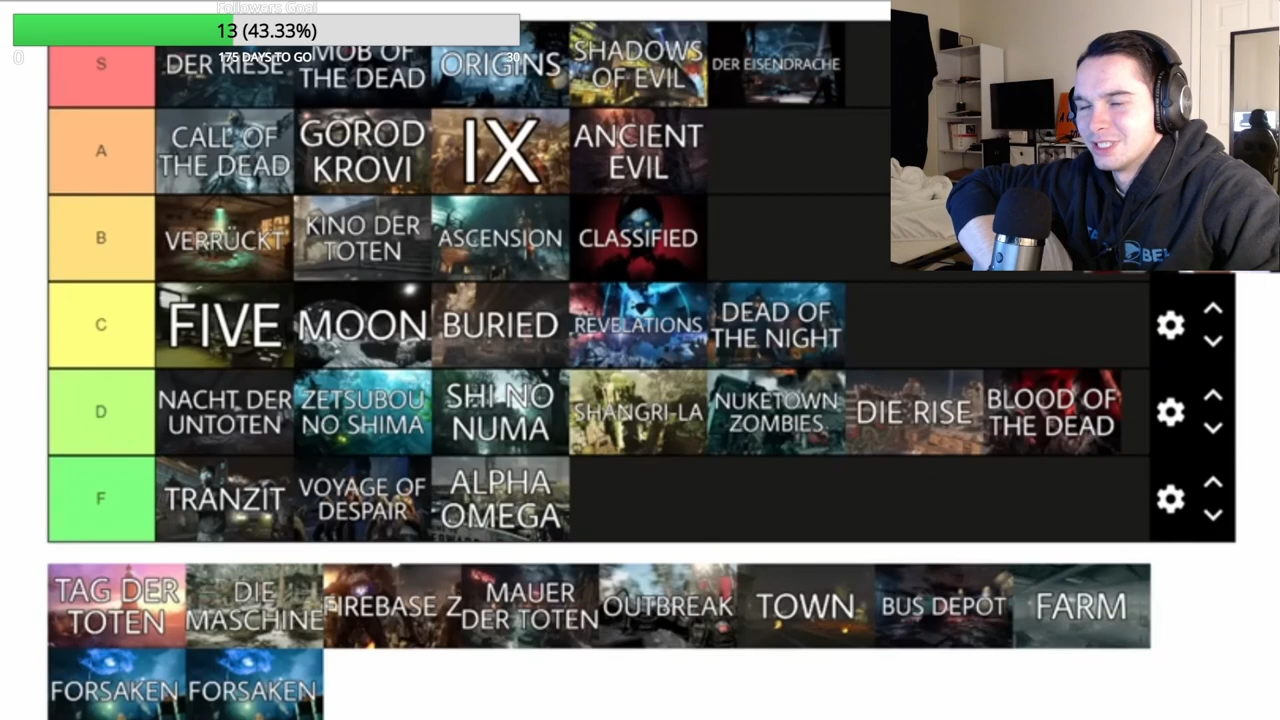 Followers Goal
13 (43.33%)
0
175 DAYS TO GO
30
S
DER RIESE
MOB OF
THE DEAD
ORIGINS
SHADOWS
OF EVIL
DER EISENDRACHE
A
CALL OF
THE DEAD
GOROD
KROVI
IX
ANCIENT
EVIL
B
VERRÜCKT
KINO DER
TOTEN
ASCENSION
CLASSIFIED
C
FIVE
MOON
BURIED
REVELATIONS
DEAD OF
THE NIGHT
D
NACHT DER
UNTOTEN
ZETSUBOU
NO SHIMA
SHI NO
NUMA
SHANGRI-LA
NUKETOWN
ZOMBIES
DIE RISE
BLOOD OF
THE DEAD
F
TRANZIT
VOYAGE OF
DESPAIR
ALPHA
OMEGA
TAG DER
TOTEN
DIE
MASCHINE
FIREBASE Z
MAUER
DER TOTEN
OUTBREAK
TOWN
BUS DEPOT
FARM
FORSAKEN
FORSAKEN